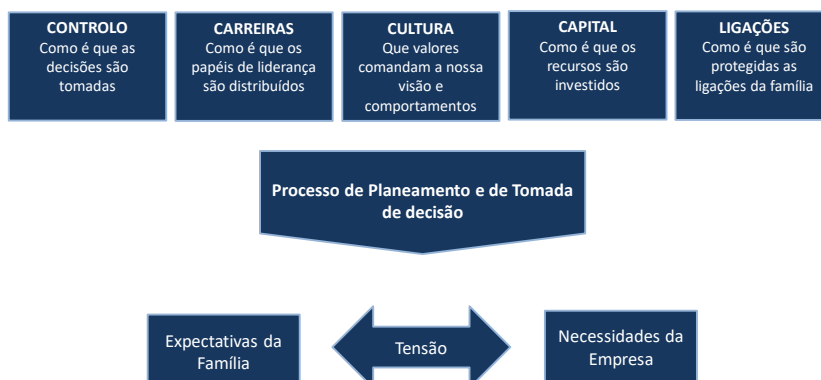 CONTROLO
Como é que as
decisões são
tomadas
CARREIRAS
Como é que os
papéis de liderança
são distribuídos
CULTURA
Que valores
comandam a nossa
visão e
comportamentos
CAPITAL
Como é que os
recursos são
investidos
LIGAÇÕES
Como é que são
protegidas as
ligações da família
Processo de Planeamento e de Tomada
de decisão
Expectativas da
Família
Tensão
Necessidades da
Empresa